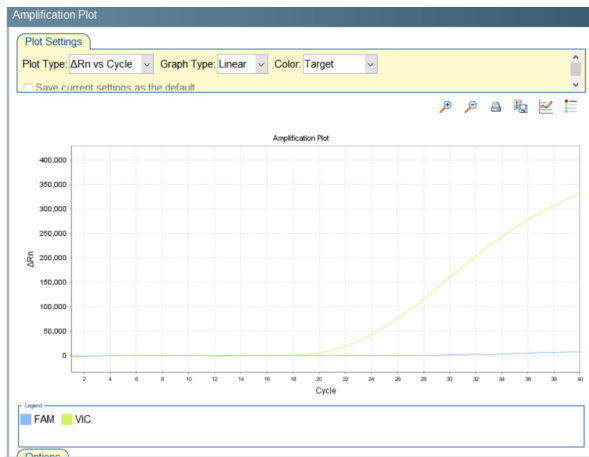 Amplification Plot
Plot Settings
Plot Type: ΔRn vs Cycle Graph Type: Linear Color: Target
Save current settings as the default
Amplification Plot
400,000
350,000
300,000
250,000
200,000
150,000
100,000
50,000
0
ΔRn
2 4 6 8 10 12 14 16 18 20 22 24 26 28 30 32 34 36 38 40
Cycle
Legend
FAM VIC
Options